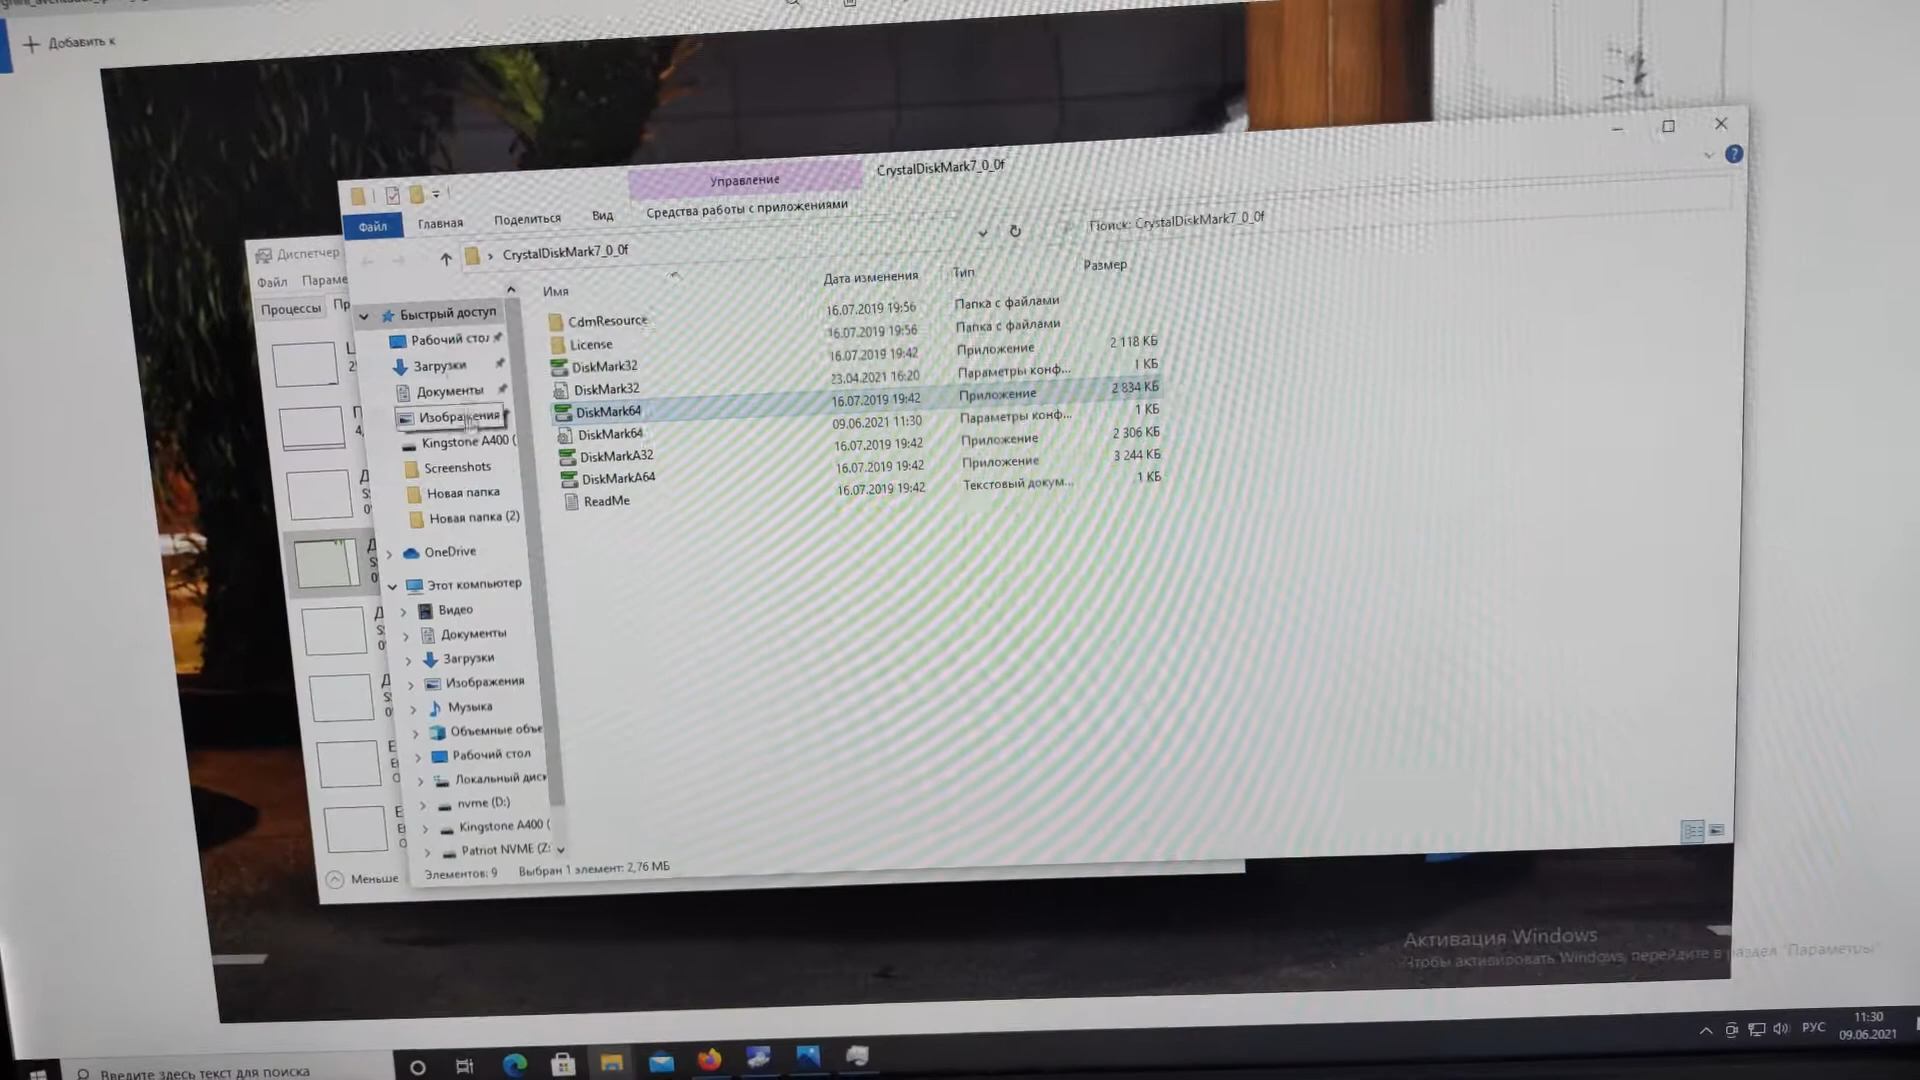 Добавить к
Управление
CrystalDiskMark7_0_0f
Файл
Главная
Поделиться
Вид
Средства работы с приложениями
CrystalDiskMark7_0_0f
Поиск: CrystalDiskMark7_0_0f
Диспетчер
Файл
Процессы
Имя
Дата изменения
Тип
Размер
CdmResource 16.07.2019 19:56 Папка с файлами
License 16.07.2019 19:56 Папка с файлами
DiskMark32 16.07.2019 19:42 Приложение 2 118 КБ
DiskMark32 23.04.2021 16:20 Параметры конф... 1 КБ
DiskMark64 16.07.2019 19:42 Приложение 2 834 КБ
DiskMark64 09.06.2021 11:30 Параметры конф... 1 КБ
DiskMarkA32 16.07.2019 19:42 Приложение 2 306 КБ
DiskMarkA64 16.07.2019 19:42 Приложение 3 244 КБ
ReadMe 16.07.2019 19:42 Текстовый докум... 1 КБ
Быстрый доступ
Рабочий стол
Загрузки
Документы
Изображения
Kingstone A400 (
Screenshots
Новая папка
Новая папка (2)
OneDrive
Этот компьютер
Видео
Документы
Загрузки
Изображения
Музыка
Объемные объе
Рабочий стол
Локальный диск
nvme (D:)
Kingstone A400 (
Patriot NVME (Z:
Меньше
Элементов: 9
Выбран 1 элемент: 2,76 МБ
Активация Windows
Чтобы активировать Windows, перейдите в раздел "Параметры"
Введите здесь текст для поиска
РУС
11:30
09.06.2021